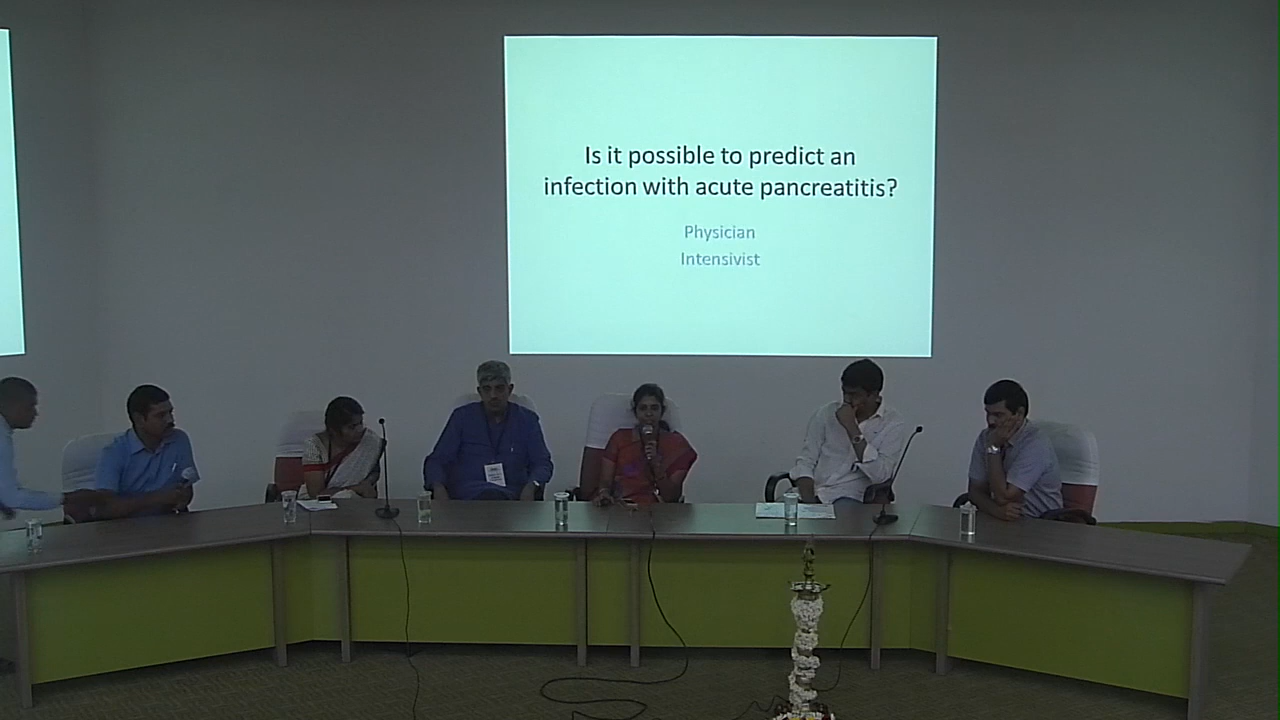 Is it possible to predict an
infection with acute pancreatitis?
Physician
Intensivist